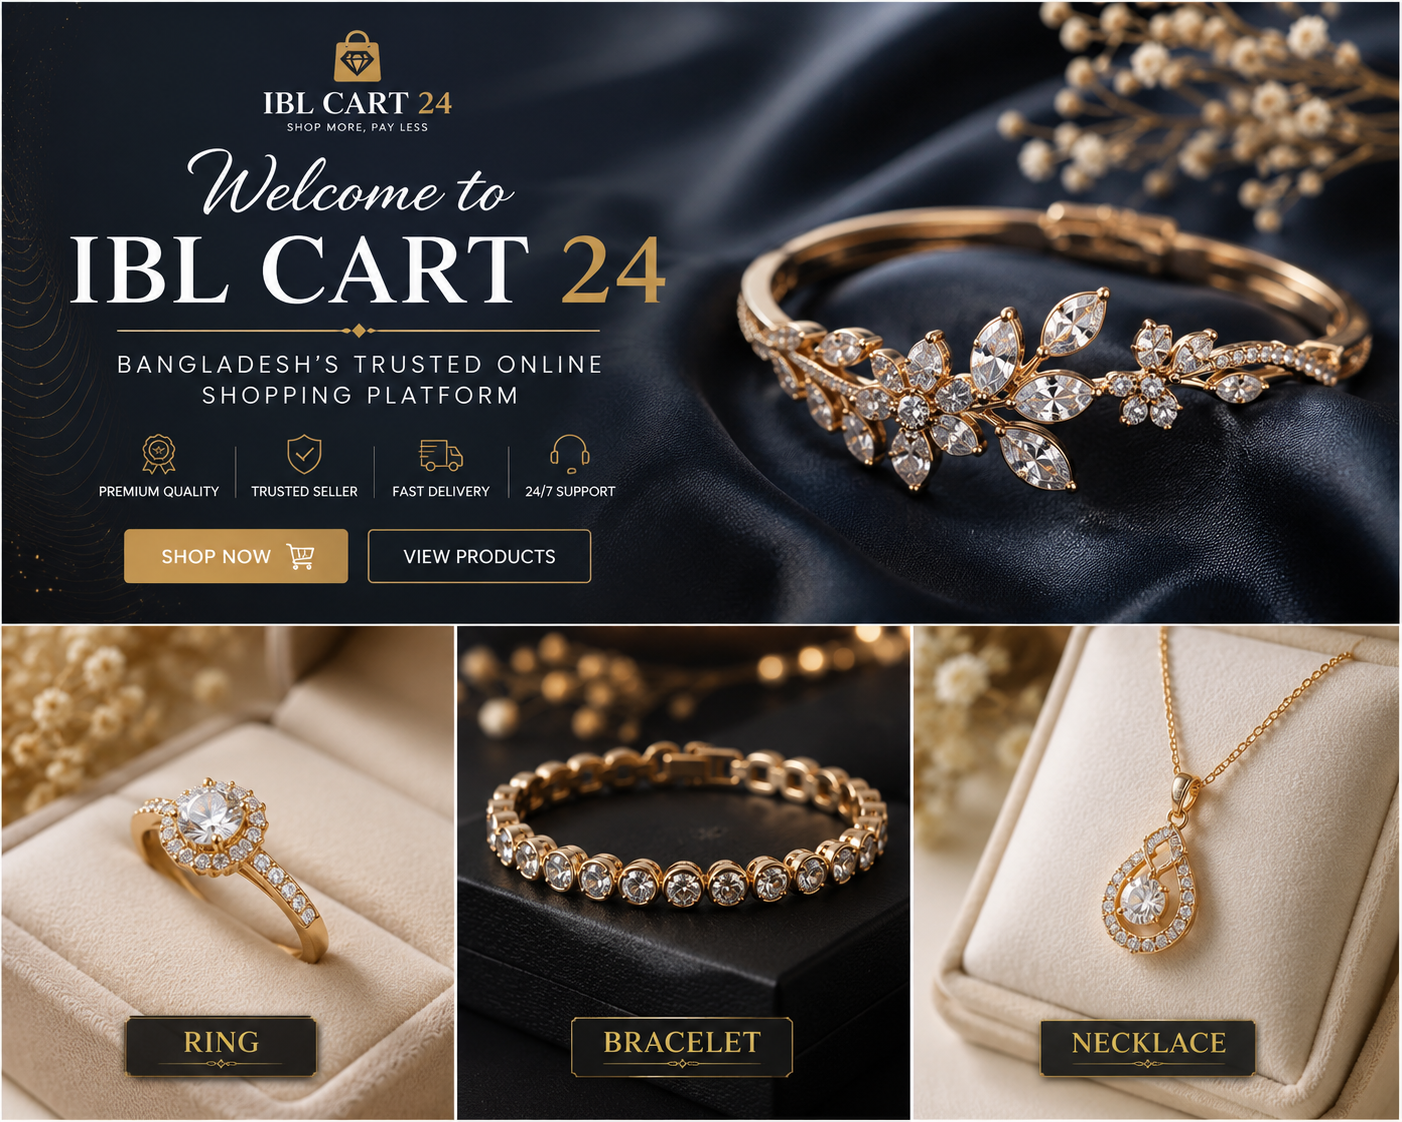 IBL CART 24
SHOP MORE, PAY LESS
Welcome to
IBL CART 24
BANGLADESH'S TRUSTED ONLINE
SHOPPING PLATFORM
PREMIUM QUALITY
TRUSTED SELLER
FAST DELIVERY
24/7 SUPPORT
SHOP NOW
VIEW PRODUCTS
RING
BRACELET
NECKLACE